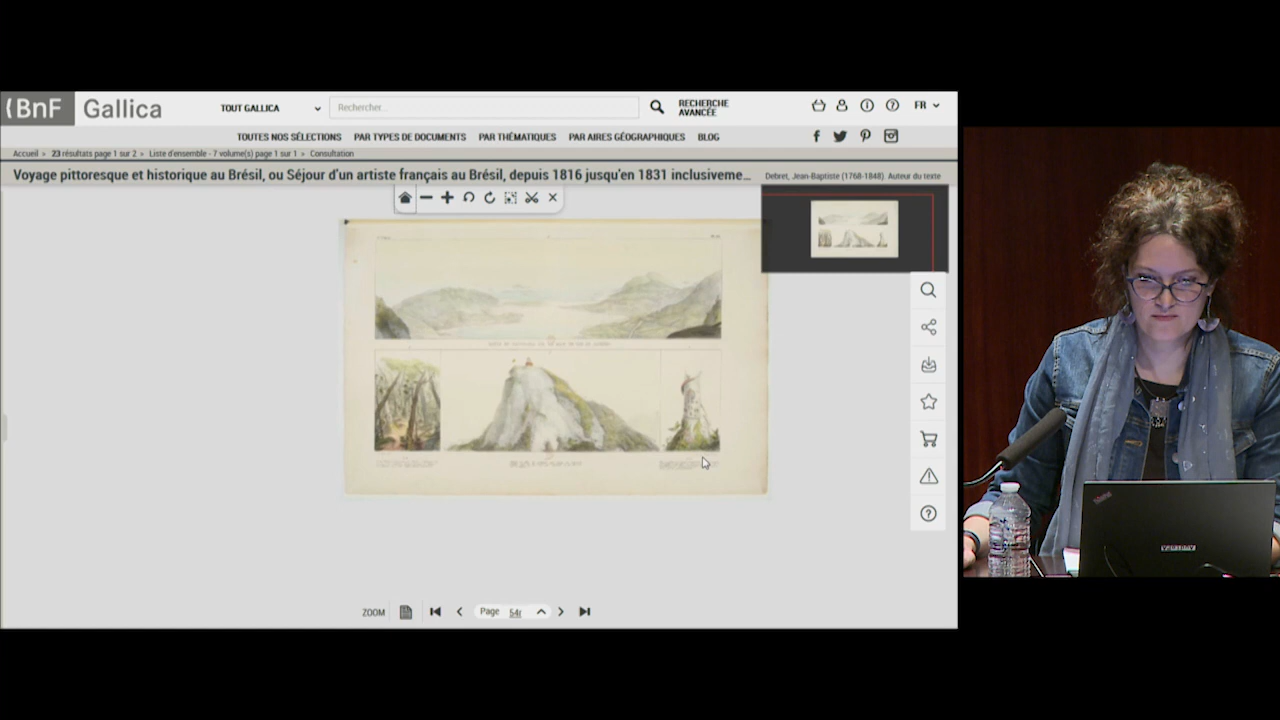 BnF Gallica
TOUT GALLICA
Rechercher...
RECHERCHE
AVANCÉE
FR
TOUTES NOS SÉLECTIONS PAR TYPES DE DOCUMENTS PAR THÉMATIQUES PAR AIRES GÉOGRAPHIQUES BLOG
Accueil > 23 résultats page 1 sur 2 > Liste d'ensemble - 7 volume(s) page 1 sur 1 > Consultation
Voyage pittoresque et historique au Brésil, ou Séjour d'un artiste français au Brésil, depuis 1816 jusqu'en 1831 inclusiveme...
Debret, Jean-Baptiste (1768-1848). Auteur du texte
ZOOM
Page 54r